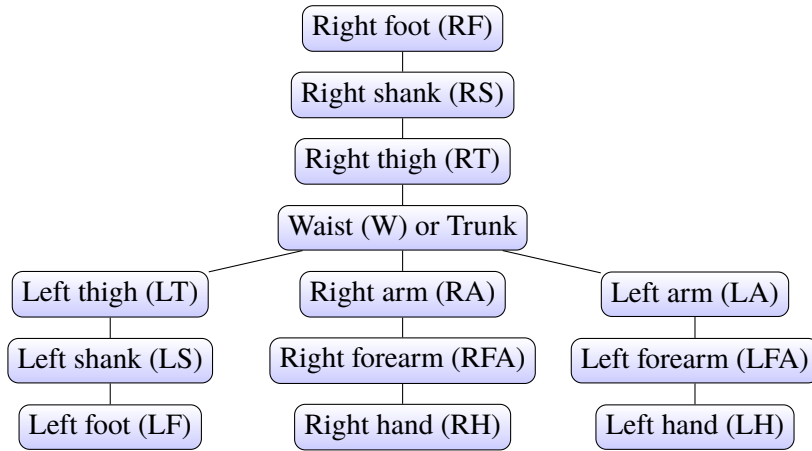 Right foot (RF)
Right shank (RS)
Right thigh (RT)
Waist (W) or Trunk
Left thigh (LT)
Right arm (RA)
Left arm (LA)
Left shank (LS)
Right forearm (RFA)
Left forearm (LFA)
Left foot (LF)
Right hand (RH)
Left hand (LH)